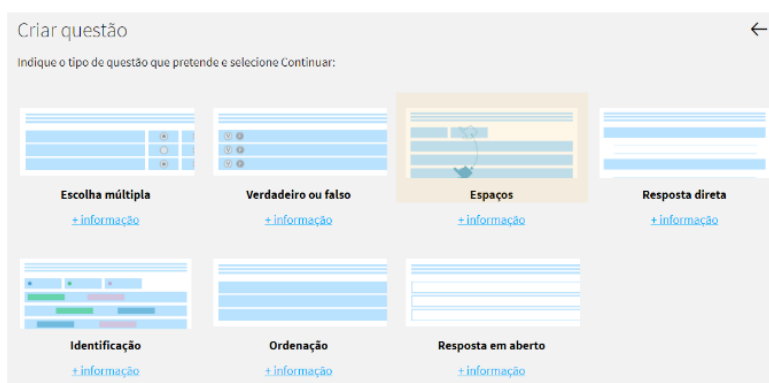 Criar questão
Indique o tipo de questão que pretende e selecione Continuar:
Escolha múltipla
Verdadeiro ou falso
Espaços
Resposta direta
+ informação
+ informação
+ informação
+ informação
Identificação
Ordenação
Resposta em aberto
+ informação
+ informação
+ informação